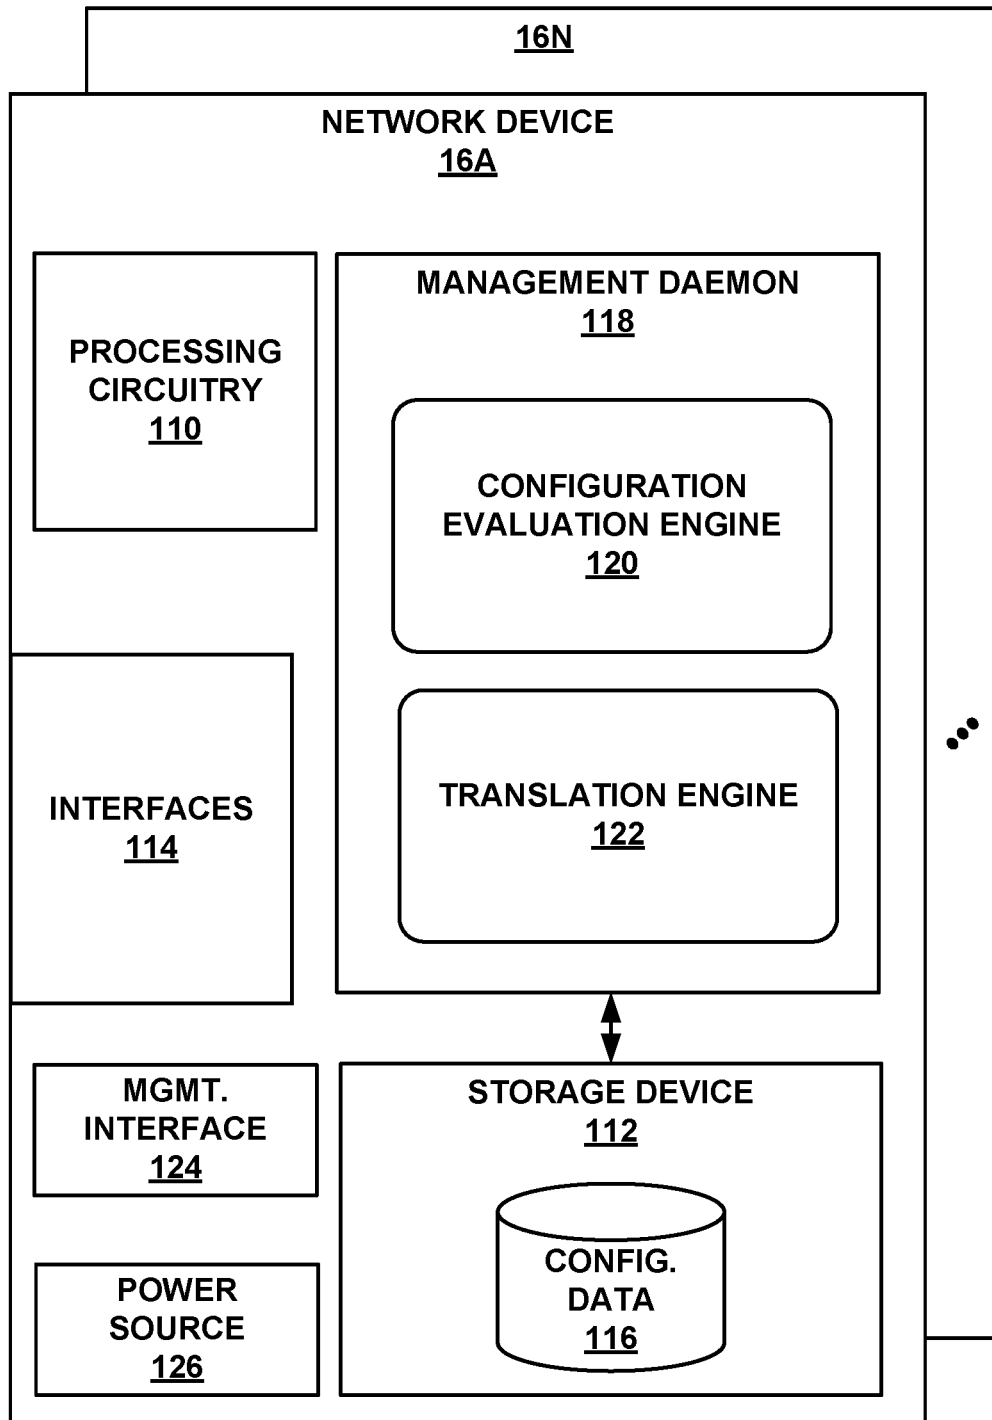 16N
NETWORK DEVICE
16A
PROCESSING
CIRCUITRY
110
MANAGEMENT DAEMON
118
CONFIGURATION
EVALUATION ENGINE
120
INTERFACES
114
TRANSLATION ENGINE
122
MGMT.
INTERFACE
124
STORAGE DEVICE
112
CONFIG.
DATA
116
POWER
SOURCE
126